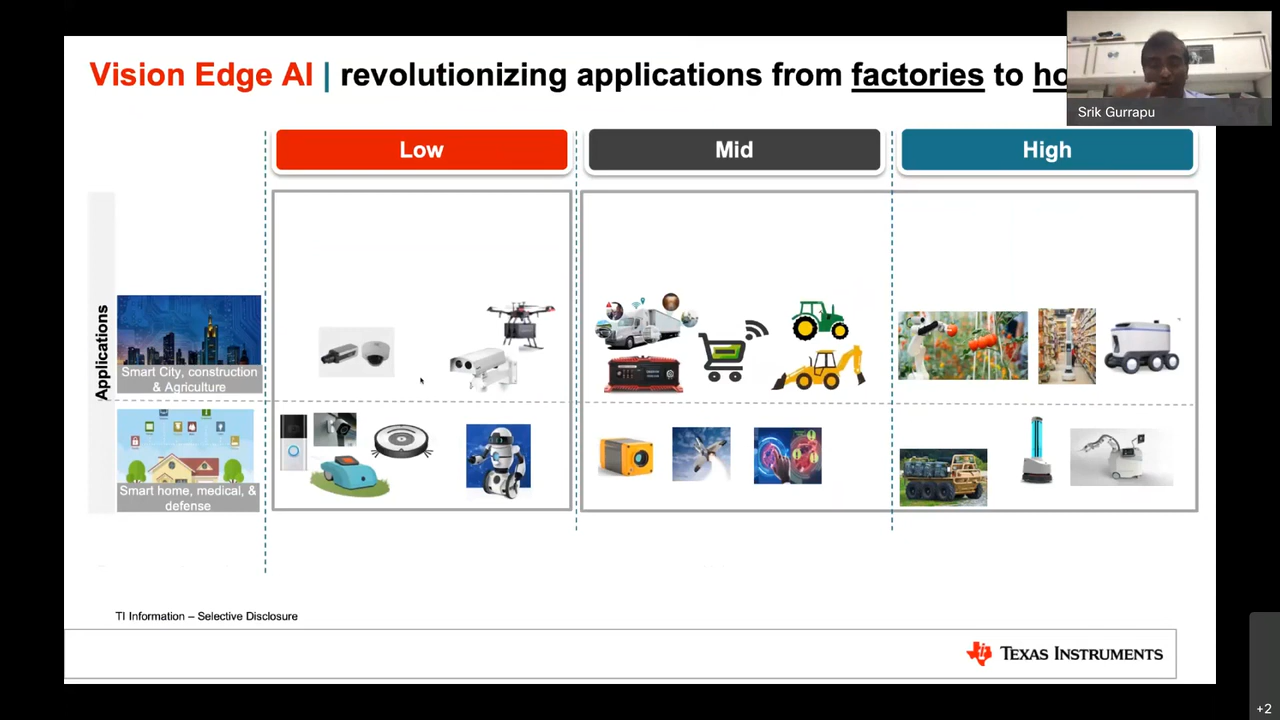 Vision Edge AI | revolutionizing applications from factories to ho
Srik Gurrapu
Low
Mid
High
Applications
Smart City, construction
& Agriculture
Smart home, medical, &
defense
TI Information – Selective Disclosure
TEXAS INSTRUMENTS
+2